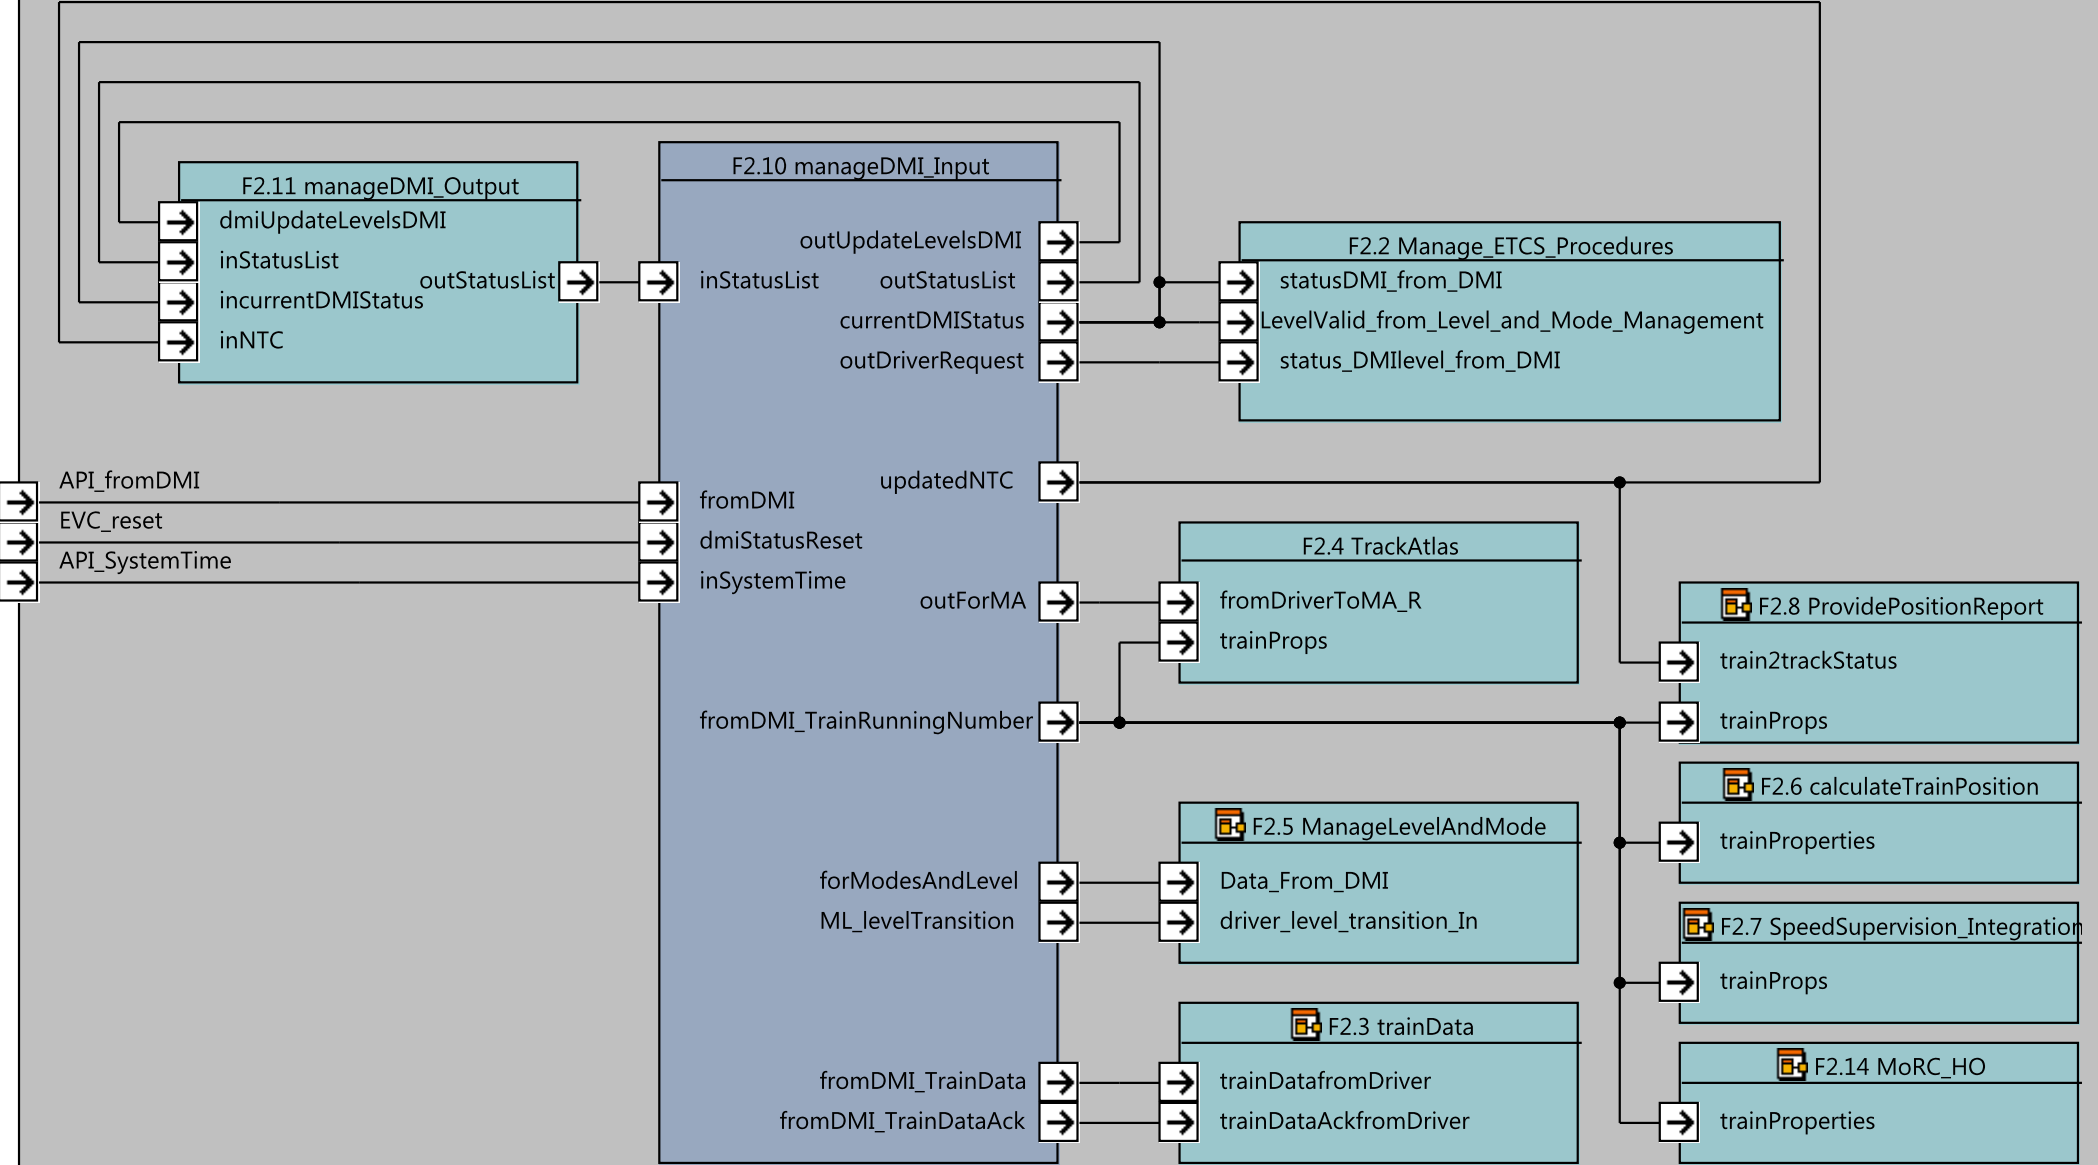 F2.11 manageDMI_Output
dmiUpdateLevelsDMI
inStatusList
incurrentDMIStatus
inNTC
outStatusList
F2.10 manageDMI_Input
inStatusList
outUpdateLevelsDMI
outStatusList
currentDMIStatus
outDriverRequest
F2.2 Manage_ETCS_Procedures
statusDMI_from_DMI
LevelValid_from_Level_and_Mode_Management
status_DMIlevel_from_DMI
API_fromDMI
EVC_reset
API_SystemTime
fromDMI
dmiStatusReset
inSystemTime
updatedNTC
outForMA
fromDMI_TrainRunningNumber
forModesAndLevel
ML_levelTransition
fromDMI_TrainData
fromDMI_TrainDataAck
F2.4 TrackAtlas
fromDriverToMA_R
trainProps
F2.5 ManageLevelAndMode
Data_From_DMI
driver_level_transition_In
F2.3 trainData
trainDatafromDriver
trainDataAckfromDriver
F2.8 ProvidePositionReport
train2trackStatus
trainProps
F2.6 calculateTrainPosition
trainProperties
F2.7 SpeedSupervision_Integration
trainProps
F2.14 MoRC_HO
trainProperties